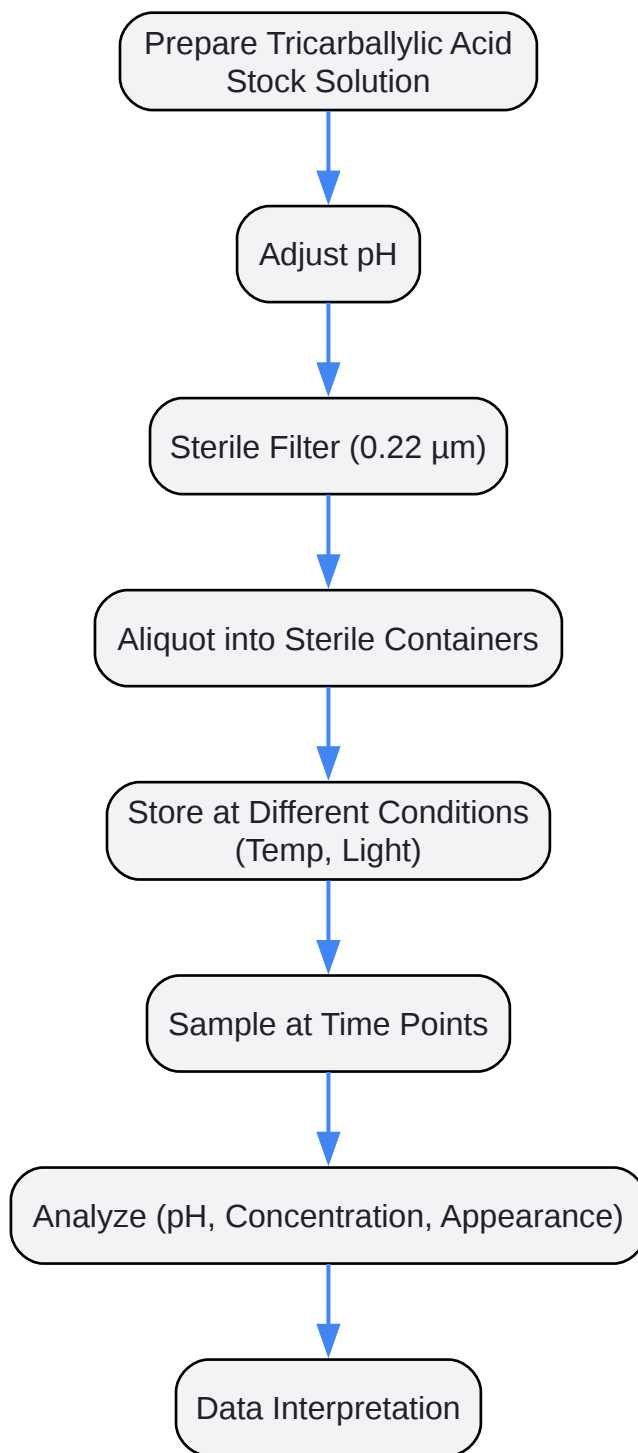 Prepare Tricarballylic Acid
Stock Solution
Adjust pH
Sterile Filter (0.22 µm)
Aliquot into Sterile Containers
Store at Different Conditions
(Temp, Light)
Sample at Time Points
Analyze (pH, Concentration, Appearance)
Data Interpretation